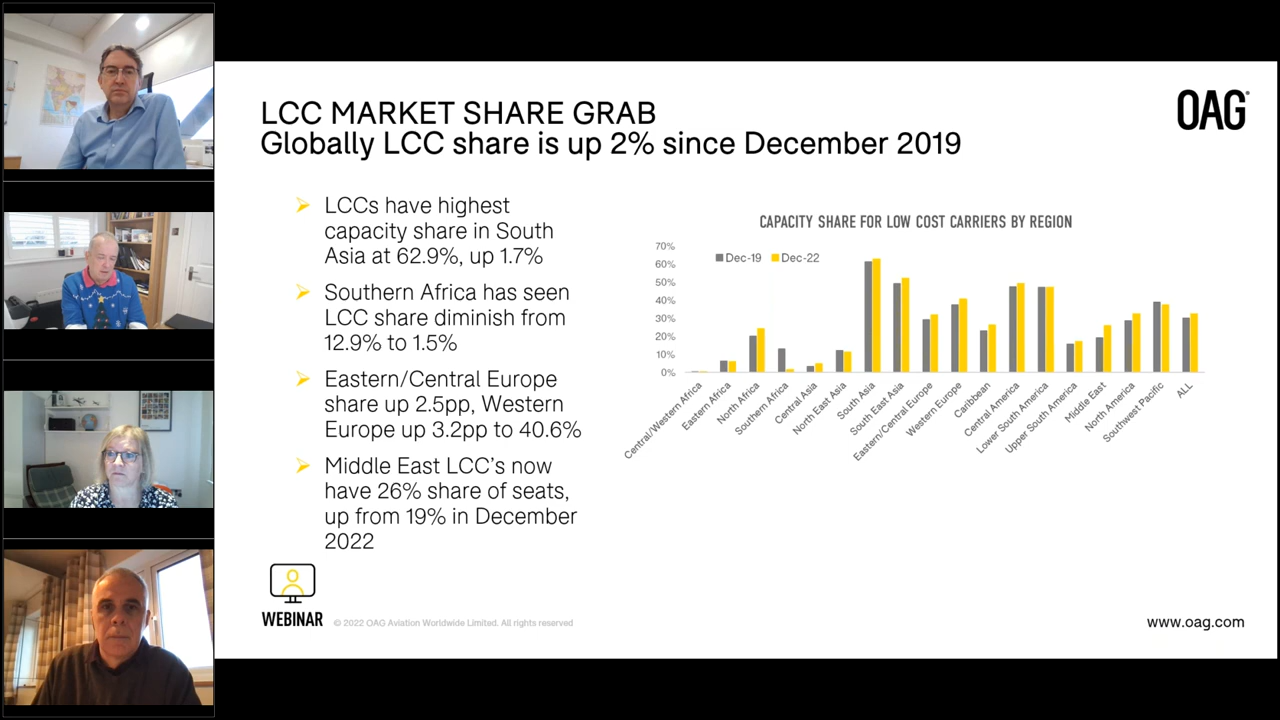 LCC MARKET SHARE GRAB
Globally LCC share is up 2% since December 2019
OAG
LCCs have highest
capacity share in South
Asia at 62.9%, up 1.7%
Southern Africa has seen
LCC share diminish from
12.9% to 1.5%
Eastern/Central Europe
share up 2.5pp, Western
Europe up 3.2pp to 40.6%
Middle East LCC's now
have 26% share of seats,
up from 19% in December
2022
CAPACITY SHARE FOR LOW COST CARRIERS BY REGION
Dec-19 Dec-22
70%
60%
50%
40%
30%
20%
10%
0%
Central/Western Africa
Eastern Africa
North Africa
Southern Africa
Central Asia
North East Asia
South Asia
South East Asia
Eastern/Central Europe
Western Europe
Caribbean
Central America
Lower South America
Upper South America
Middle East
North America
Southwest Pacific
ALL
WEBINAR
© 2022 OAG Aviation Worldwide Limited. All rights reserved
www.oag.com